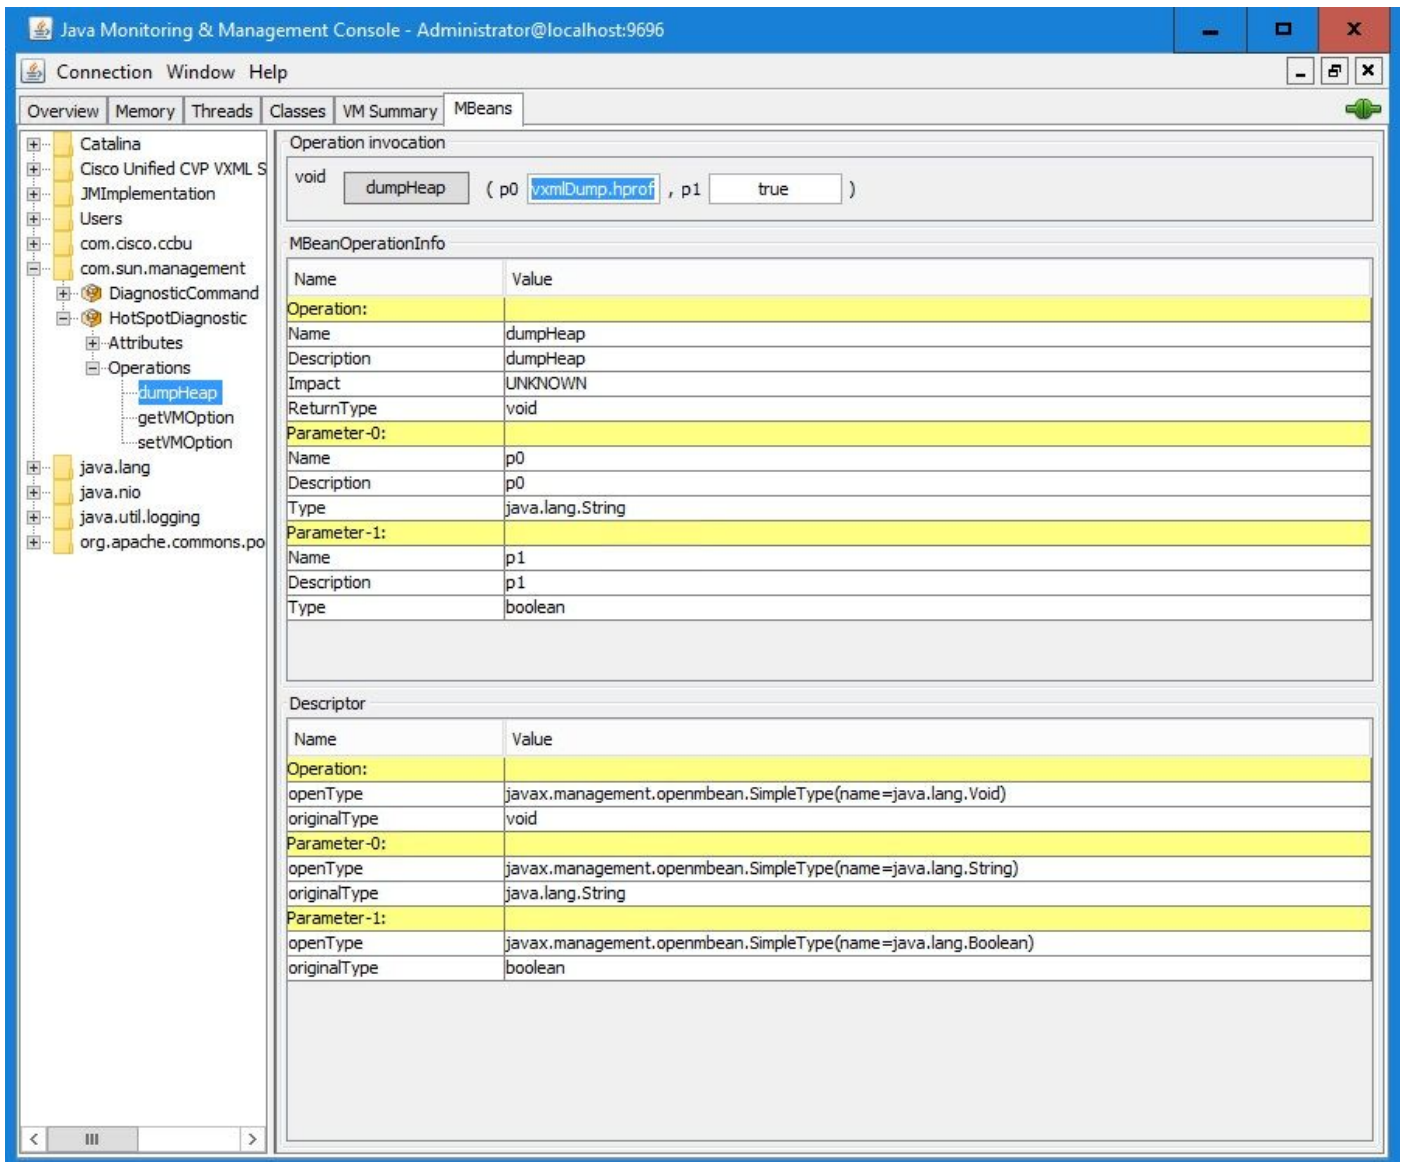 Java Monitoring & Management Console - Administrator@localhost:9696
Connection Window Help
Overview Memory Threads Classes VM Summary MBeans
Catalina
Cisco Unified CVP VXML S
JMImplementation
Users
com.cisco.ccbu
com.sun.management
DiagnosticCommand
HotSpotDiagnostic
Attributes
Operations
dumpHeap
getVMOption
setVMOption
java.lang
java.nio
java.util.logging
org.apache.commons.po
Operation invocation
void dumpHeap ( p0 vxmlDump.hprof , p1 true )
MBeanOperationInfo
Name Value
Operation:
Name dumpHeap
Description dumpHeap
Impact UNKNOWN
ReturnType void
Parameter-0:
Name p0
Description p0
Type java.lang.String
Parameter-1:
Name p1
Description p1
Type boolean
Descriptor
Name Value
Operation:
openType javax.management.openmbean.SimpleType(name=java.lang.Void)
originalType void
Parameter-0:
openType javax.management.openmbean.SimpleType(name=java.lang.String)
originalType java.lang.String
Parameter-1:
openType javax.management.openmbean.SimpleType(name=java.lang.Boolean)
originalType boolean